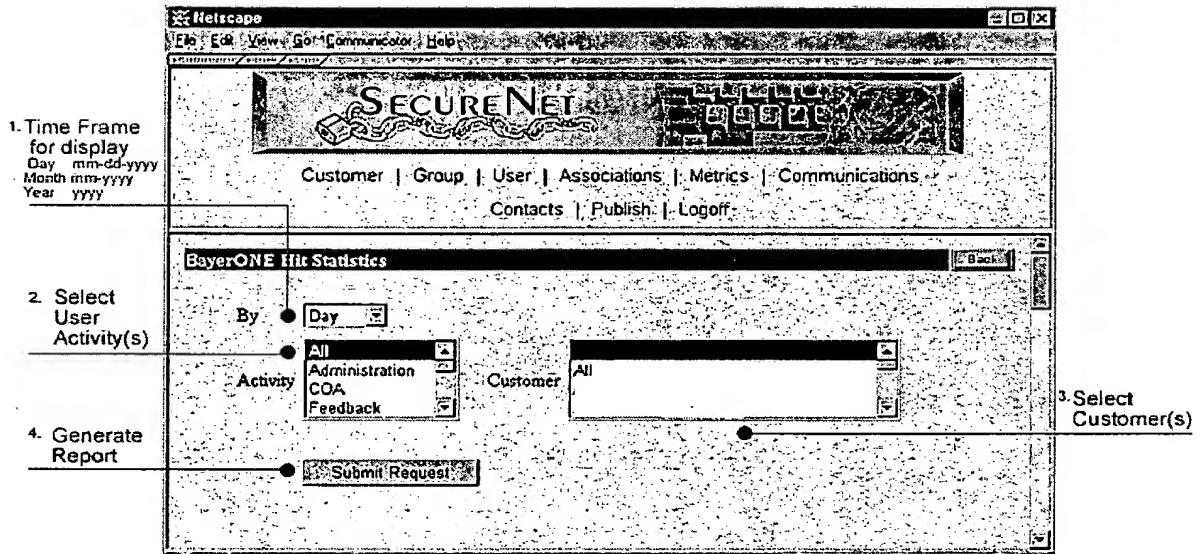 Netscape
File Edit View Go Communicator Help
SECURENET
Customer | Group | User | Associations | Metrics | Communications
Contacts | Publish | Logoff
1. Time Frame
for display
Day mm-dd-yyyy
Month mm-yyyy
Year yyyy
BayerONE Hit Statistics
Back
2. Select
User
Activity(s)
By
Day
Activity
All
Administration
COA
Feedback
Customer
All
3. Select
Customer(s)
4. Generate
Report
Submit Request